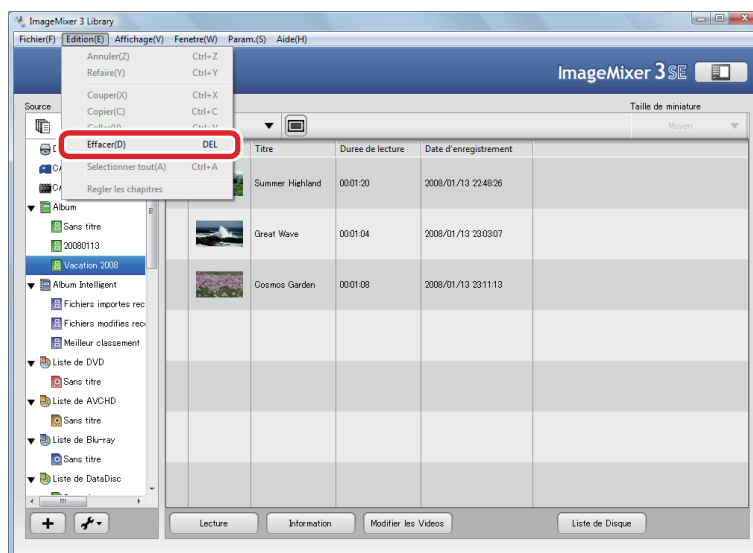 ImageMixer 3 Library
Fichier(F) Edition(E) Affichage(V) Fenetre(W) Param.(S) Aide(H)
Annuler(Z) Ctrl+Z
Refaire(Y) Ctrl+Y
Couper(X) Ctrl+X
Copier(C) Ctrl+C
Effacer(D) DEL
Selectionner tout(A) Ctrl+A
Regler les chapitres
ImageMixer 3 SE
Source
Taille de miniature
Moyen
Titre Duree de lecture Date d'enregistrement
Summer Highland 00:01:20 2008/01/13 22:48:26
Great Wave 00:01:04 2008/01/13 23:03:07
Cosmos Garden 00:01:08 2008/01/13 23:11:13
Album
Sans titre
20080113
Vacation 2008
Album Intelligent
Fichiers importes rec
Fichiers modifies rec
Meilleur classement
Liste de DVD
Sans titre
Liste de AVCHD
Sans titre
Liste de Blu-ray
Sans titre
Liste de DataDisc
Lecture Information Modifier les Videos Liste de Disque